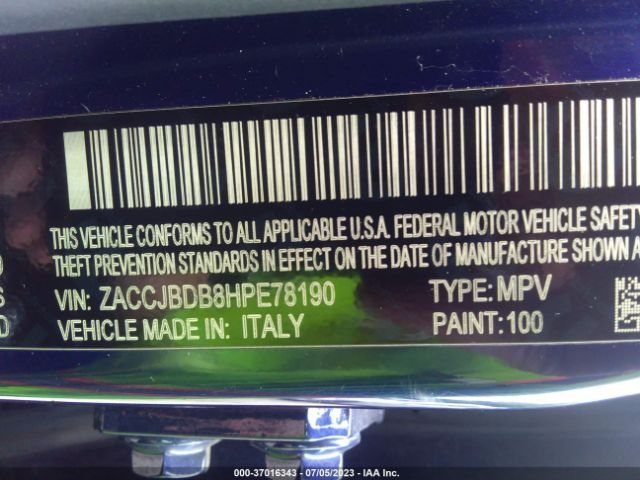 THIS VEHICLE CONFORMS TO ALL APPLICABLE U.S.A. FEDERAL MOTOR VEHICLE SAFETY
THEFT PREVENTION STANDARDS IN EFFECT ON THE DATE OF MANUFACTURE SHOWN A
VIN: ZACCJBDB8HPE78190 TYPE: MPV
VEHICLE MADE IN: ITALY PAINT:100
000-37016343 / 07/05/2023 - IAA Inc.